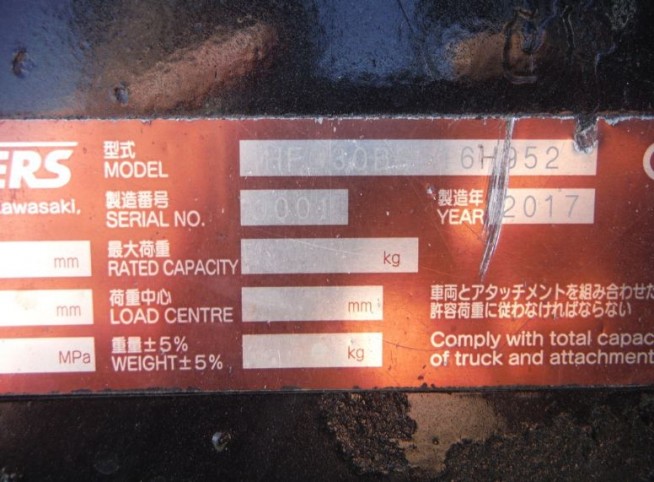 ERS
awasaki.
型式
MODEL
6H952
製造番号
SERIAL NO.
製造年
YEAR 2017
mm
最大荷重
RATED CAPACITY kg
mm
荷重中心
LOAD CENTRE mm
MPa
重量±5%
WEIGHT±5% kg
車両とアタッチメントを組み合わせた
許容荷重に従わなければならない
Comply with total capac
of truck and attachment